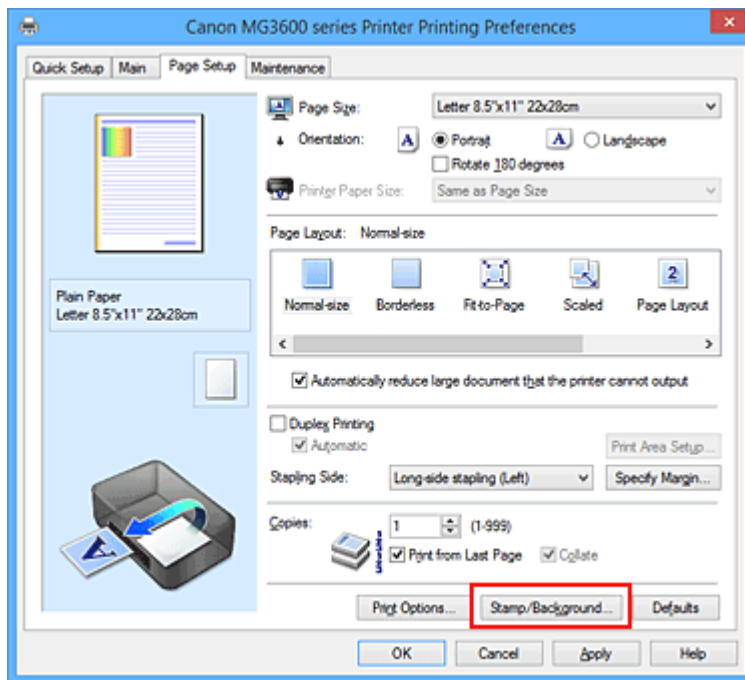 Canon MG3600 series Printer Printing Preferences
Quick Setup Main Page Setup Maintenance
Page Size: Letter 8.5"x11" 22x28cm
Orientation: A Portrait A Landscape
Rotate 180 degrees
Printer Paper Size: Same as Page Size
Page Layout: Normal-size
2
Normal-size Borderless Fit-to-Page Scaled Page Layout
Plain Paper
Letter 8.5"x11" 22x28cm
Automatically reduce large document that the printer cannot output
Duplex Printing
Automatic Print Area Setup...
Stapling Side: Long-side stapling (Left) Specify Margin...
Copies: 1 (1-999)
Print from Last Page Collate
A
Print Options... Stamp/Background... Defaults
OK Cancel Apply Help